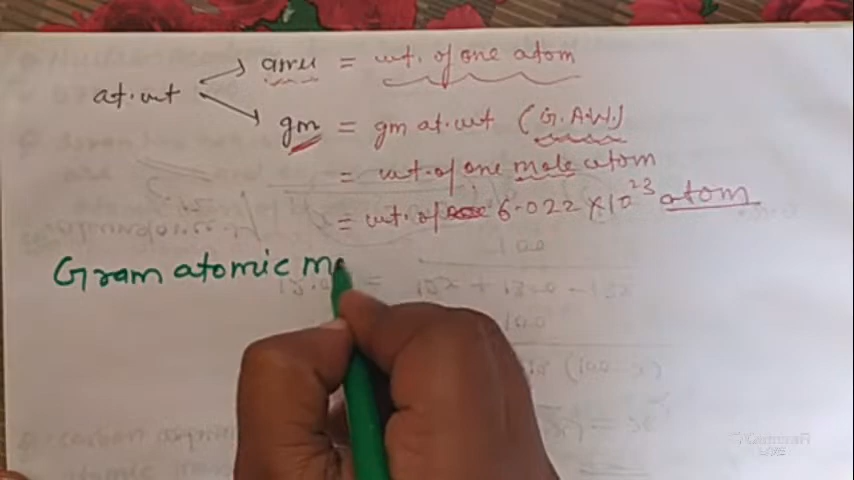 at.wt
amu = wt. of one atom
gm = gm at.wt (G.A.W.)
= wt. of one mole atom
= wt. of 6.022 × 10²³ atom
Gram atomic m